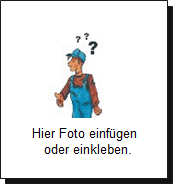 ? ? ?
Hier Foto einfügen
oder einkleben.